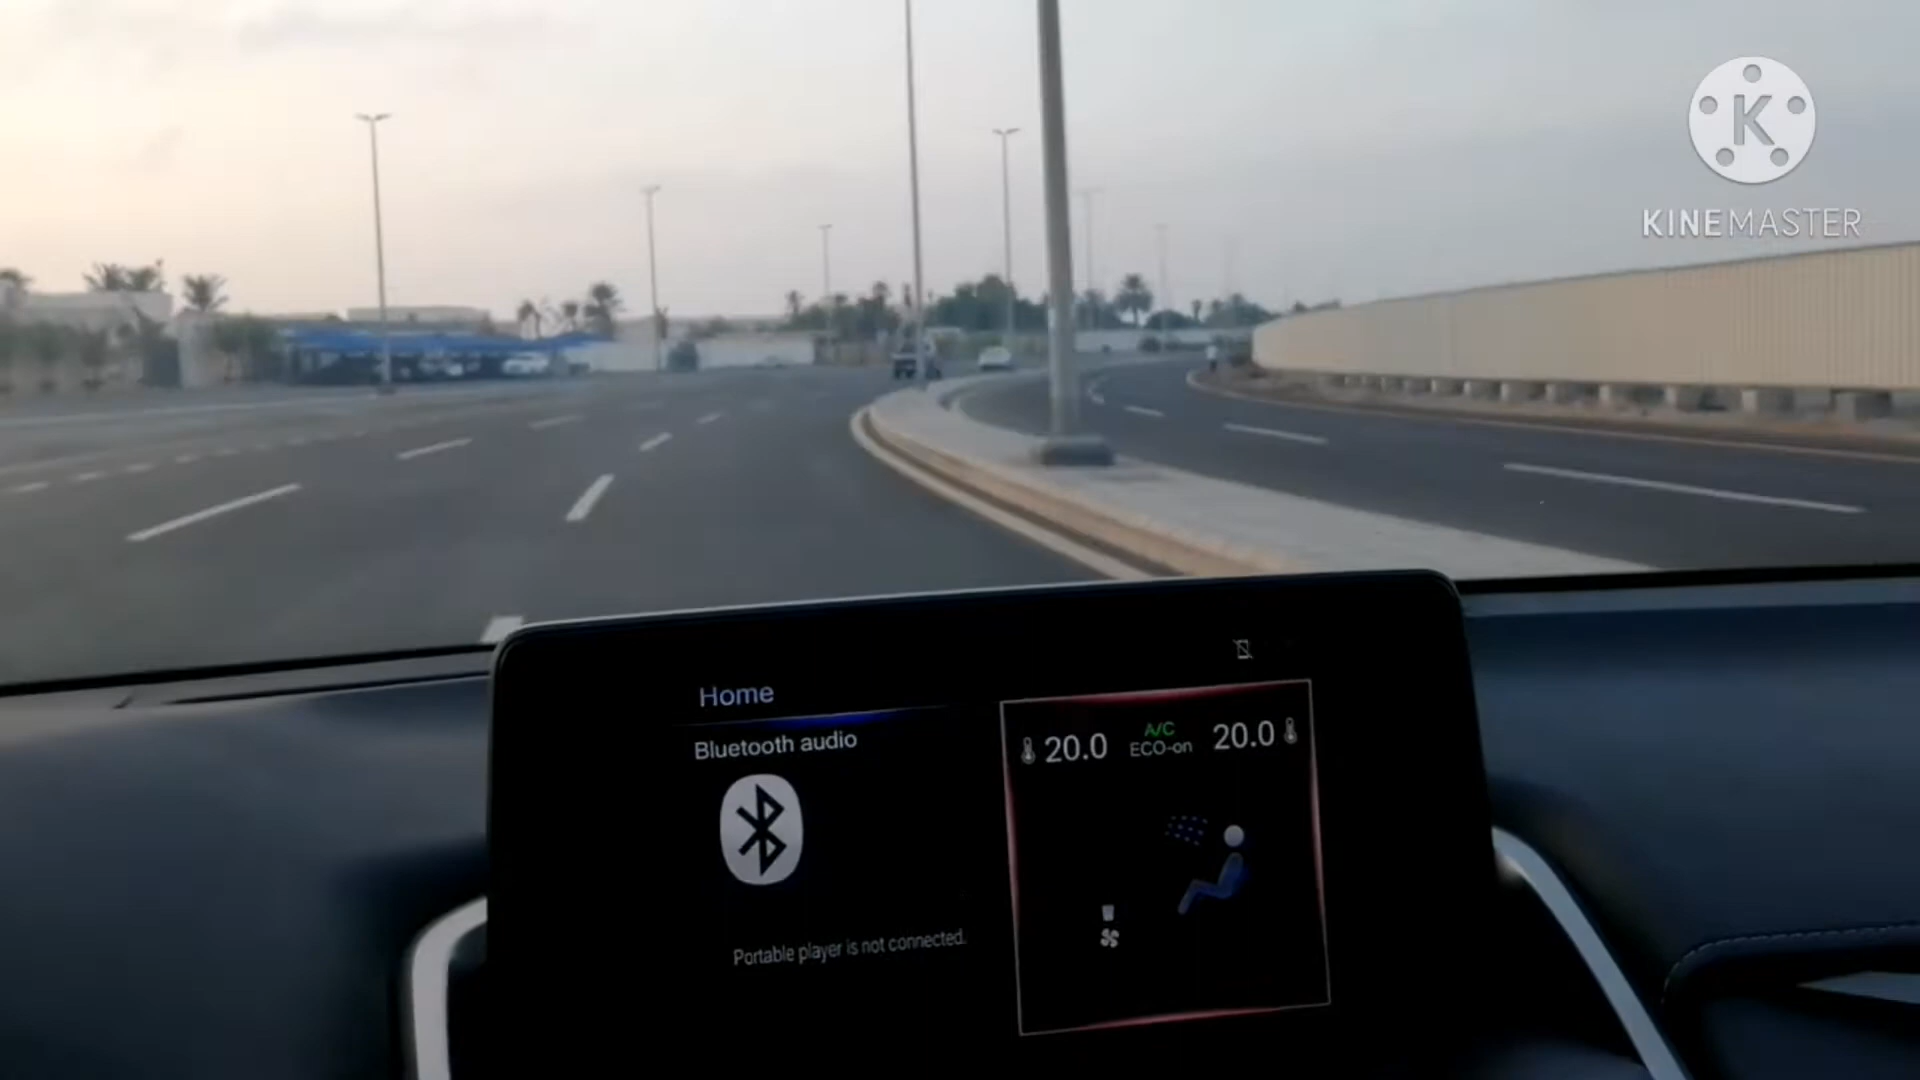 K
KINEMASTER
Home
Bluetooth audio
Portable player is not connected.
20.0
A/C
ECO-on
20.0